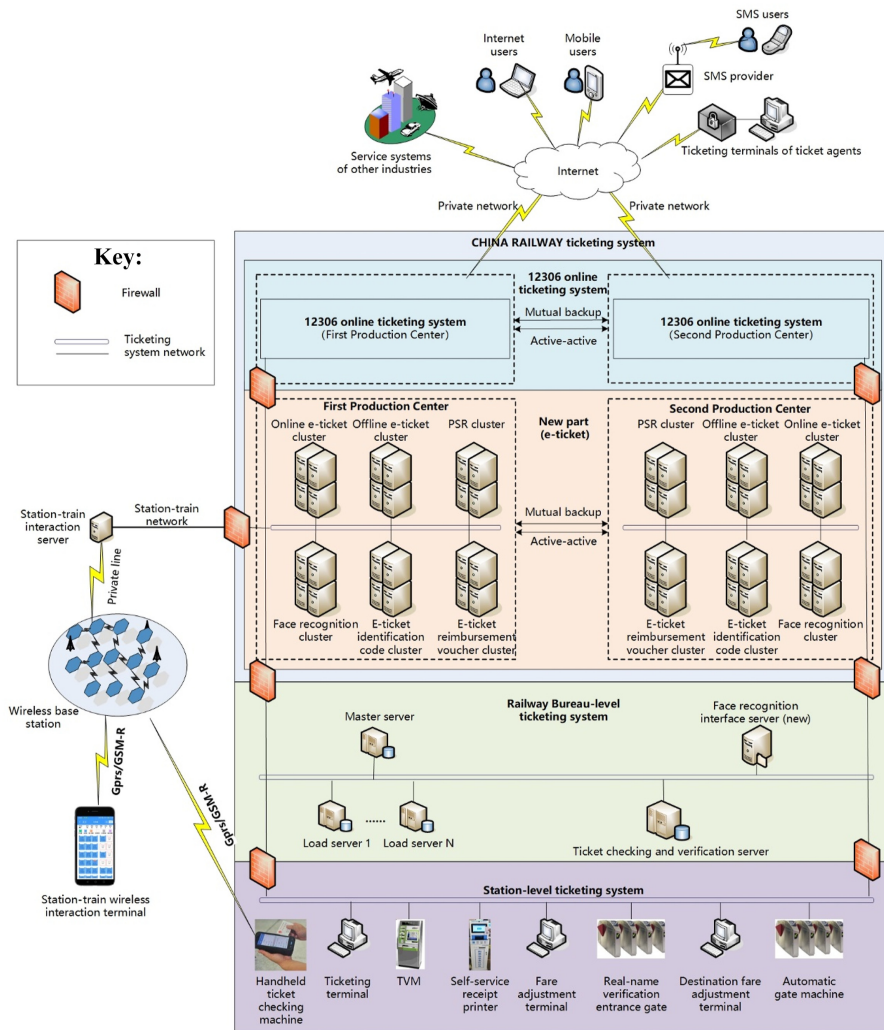 SMS users
Internet
users
Mobile
users
SMS provider
Service systems
of other industries
Internet
Ticketing terminals of ticket agents
Private network
Private network
CHINA RAILWAY ticketing system
Key:
Firewall
Ticketing
system network
12306 online
ticketing system
12306 online ticketing system
(First Production Center)
Mutual backup
Active-active
12306 online ticketing system
(Second Production Center)
First Production Center
New part
(e-ticket)
Second Production Center
Online e-ticket
cluster
Offline e-ticket
cluster
PSR cluster
PSR cluster
Offline e-ticket
cluster
Online e-ticket
cluster
Station-train
interaction
server
Station-train
network
Mutual backup
Active-active
Private line
Face recognition
cluster
E-ticket
identification
code cluster
E-ticket
reimbursement
voucher cluster
E-ticket
reimbursement
voucher cluster
E-ticket
identification
code cluster
Face recognition
cluster
Wireless base
station
Railway Bureau-level
ticketing system
Master server
Face recognition
interface server (new)
Gprs/GSM-R
Gprs/GSM-R
Load server 1
......
Load server N
Ticket checking and verification server
Station-train wireless
interaction terminal
Station-level ticketing system
Handheld
ticket
checking
machine
Ticketing
terminal
TVM
Self-service
receipt
printer
Fare
adjustment
terminal
Real-name
verification
entrance gate
Destination fare
adjustment
terminal
Automatic
gate machine